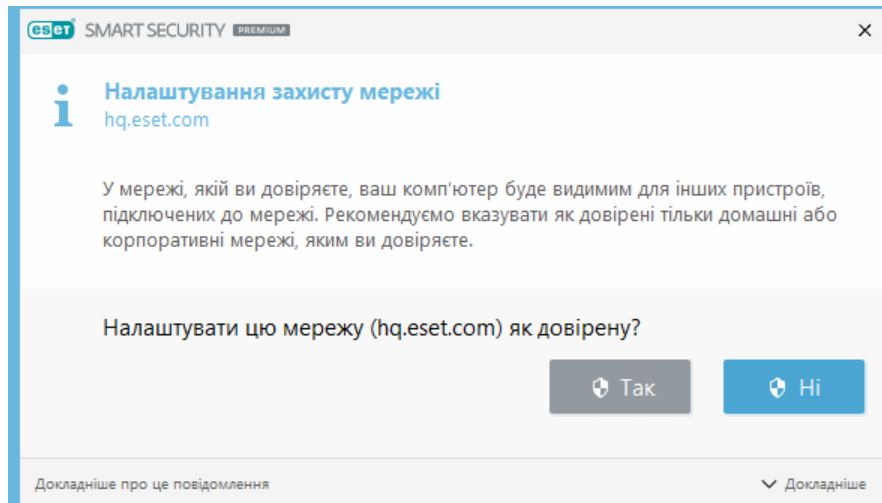 eset SMART SECURITY PREMIUM
Налаштування захисту мережі
hq.eset.com
У мережі, якій ви довіряєте, ваш комп'ютер буде видимим для інших пристроїв,
підключених до мережі. Рекомендуємо вказувати як довірені тільки домашні або
корпоративні мережі, яким ви довіряєте.
Налаштувати цю мережу (hq.eset.com) як довірену?
Так Ні
Докладніше про це повідомлення Докладніше